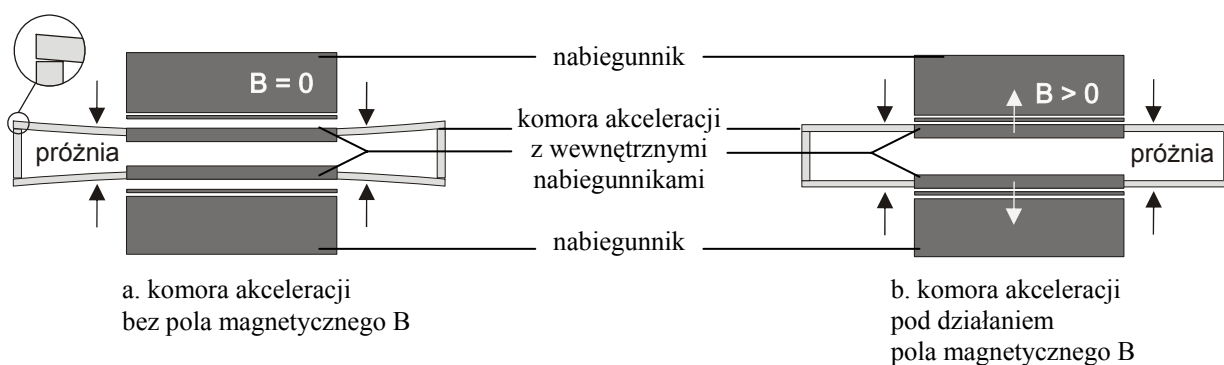 nabiegunnik
B = 0
B > 0
komora akceleracji
z wewnętrznymi
nabiegunnikami
próżnia
próżnia
nabiegunnik
a. komora akceleracji
bez pola magnetycznego B
b. komora akceleracji
pod działaniem
pola magnetycznego B